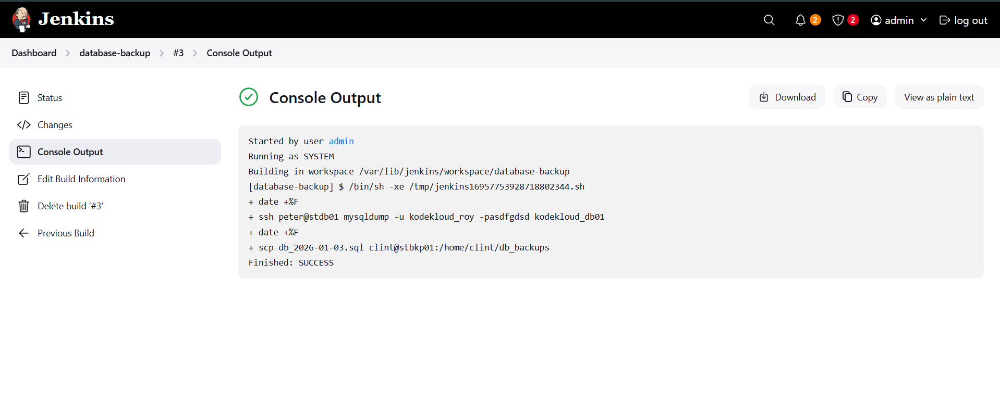 Jenkins
2
2
admin
log out
Dashboard
database-backup
#3
Console Output
Status
Changes
Console Output
Edit Build Information
Delete build ‘#3’
Previous Build
Console Output
Download
Copy
View as plain text
Started by user admin
Running as SYSTEM
Building in workspace /var/lib/jenkins/workspace/database-backup
[database-backup] $ /bin/sh -xe /tmp/jenkins16957753928718802344.sh
+ date +%F
+ ssh peter@stdb01 mysqldump -u kodekloud_roy -pasdfgdsd kodekloud_db01
+ date +%F
+ scp db_2026-01-03.sql clint@stbkp01:/home/clint/db_backups
Finished: SUCCESS